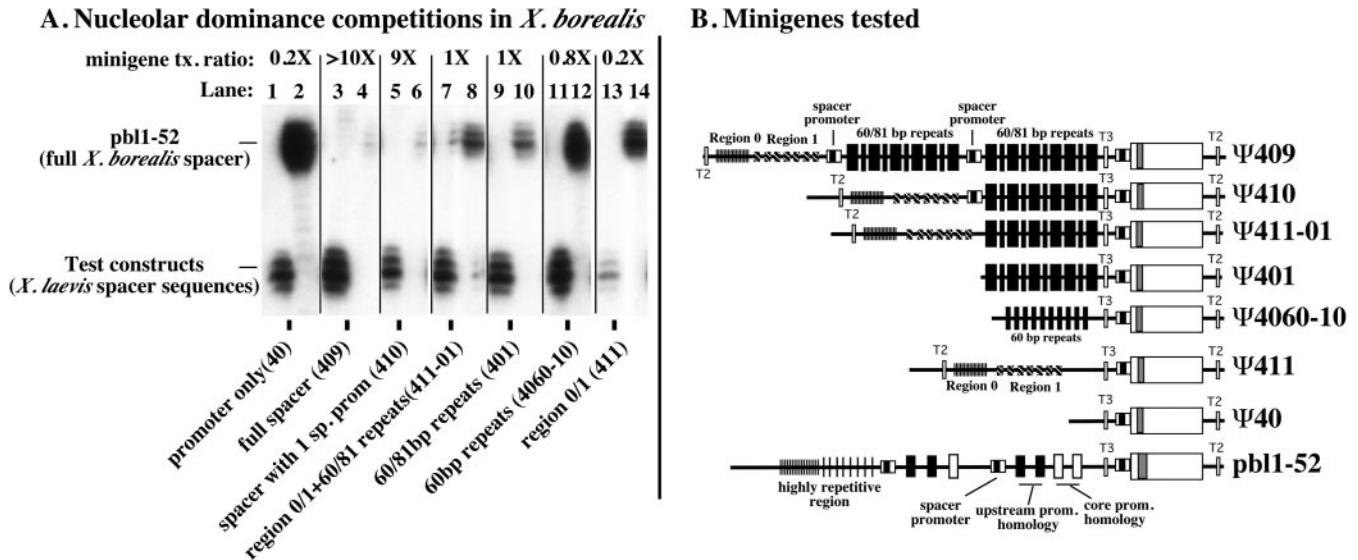 A. Nucleolar dominance competitions in X. borealis
minigene tx. ratio: 0.2X >10X 9X 1X 1X 0.8X 0.2X
Lane: 1 2 3 4 5 6 7 8 9 10 11 12 13 14
pbl1-52
(full X. borealis spacer)
Test constructs
(X. laevis spacer sequences)
promoter only(40)
full spacer (409)
spacer with 1 sp. prom (410)
region 0/1+60/81 repeats(411-01)
60/81bp repeats (401)
60bp repeats (4060-10)
region 0/1 (411)
B. Minigenes tested
spacer
promoter
spacer
promoter
Region 0 Region 1 60/81 bp repeats 60/81 bp repeats T3 T2
T2
Ψ409
T2 T3 T2
Ψ410
T2 T3 T2
Ψ411-01
T3 T2
Ψ401
T3 T2
Ψ4060-10
60 bp repeats
T2 T3 T2
Ψ411
Region 0 Region 1
T3 T2
Ψ40
T3 T2
pbl1-52
highly repetitive
region
spacer
promoter
upstream prom.
homology
core prom.
homology